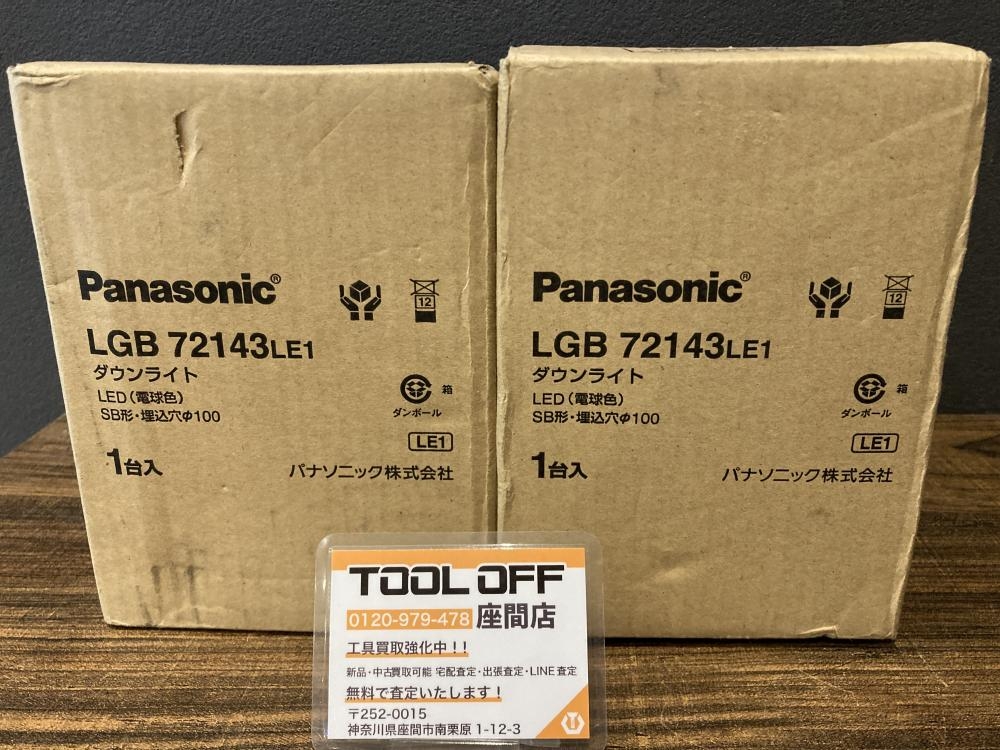 Panasonic®
12
LGB 72143LE1
ダウンライト
LED(電球色)
SB形・埋込穴φ100
箱
ダンボール
LE1
1台入
パナソニック株式会社
Panasonic®
12
LGB 72143LE1
ダウンライト
LED(電球色)
SB形・埋込穴φ100
箱
ダンボール
LE1
1台入
パナソニック株式会社
TOOL OFF
0120-979-478 座間店
工具買取強化中!!
新品・中古買取可能 宅配査定・出張査定・LINE査定
無料で査定いたします!
〒252-0015
神奈川県座間市南栗原1-12-3